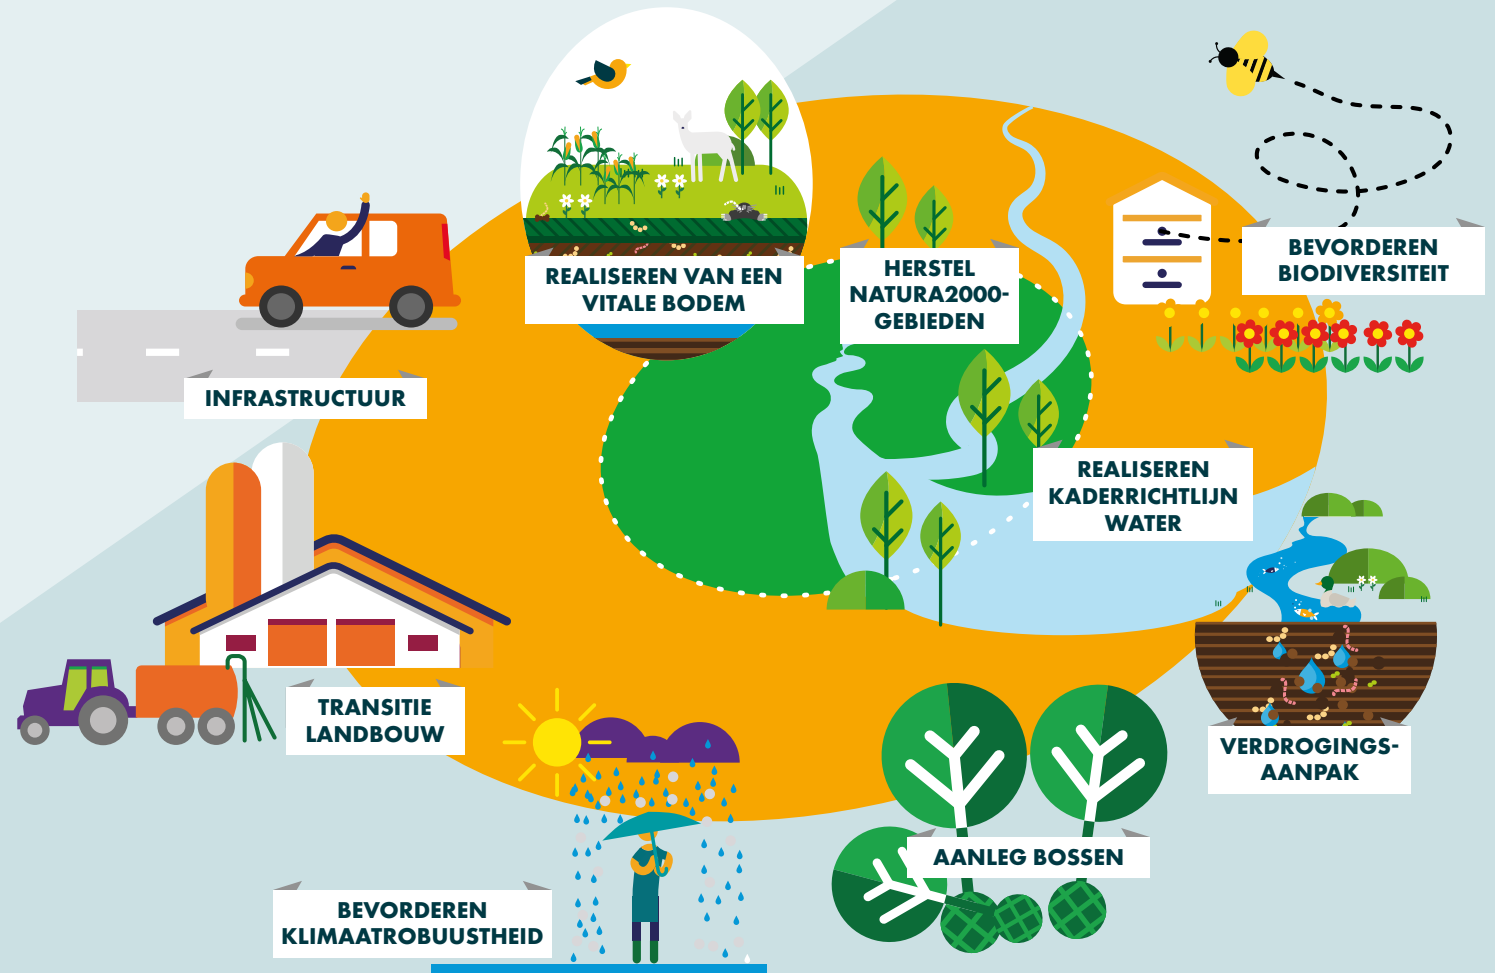 REALISEREN VAN EEN
VITALE BODEM
HERSTEL
NATURA2000-
GEBIEDEN
BEVORDEREN
BIODIVERSITEIT
INFRASTRUCTUUR
REALISEREN
KADERRICHTLIJN
WATER
TRANSITIE
LANDBOUW
VERDROGINGS-
AANPAK
AANLEG BOSSEN
BEVORDEREN
KLIMAATROBUUSTHEID